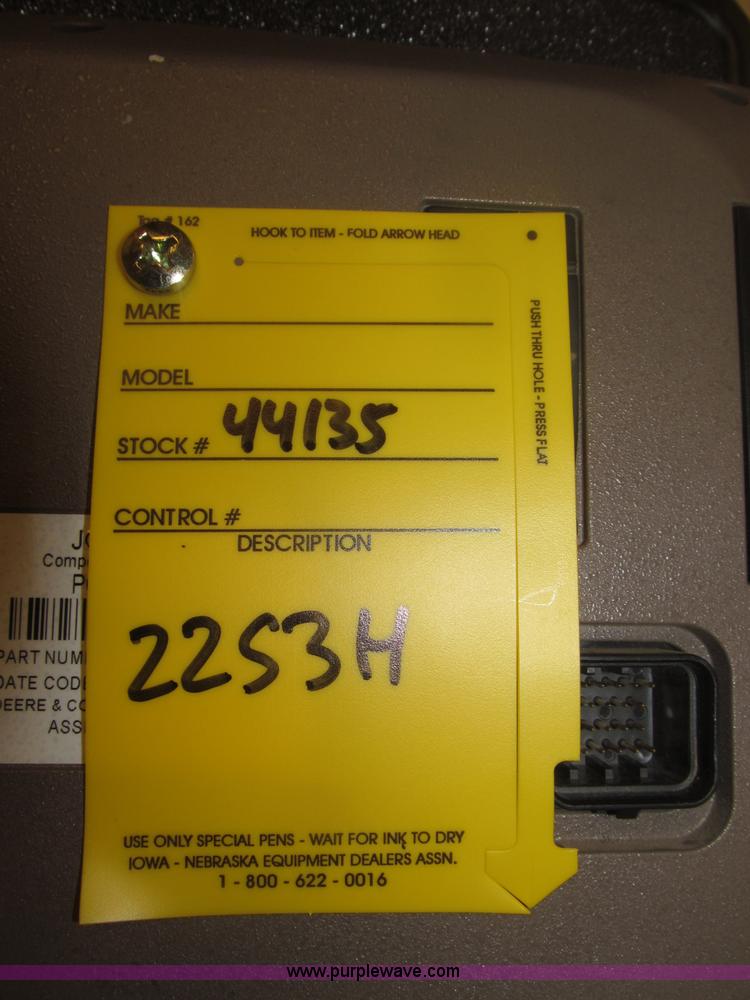 Tag # 162
HOOK TO ITEM - FOLD ARROW HEAD
PUSH THRU HOLE - PRESS FLAT
MAKE
MODEL
STOCK # 44135
CONTROL #
DESCRIPTION
2253H
USE ONLY SPECIAL PENS - WAIT FOR INK TO DRY
IOWA - NEBRASKA EQUIPMENT DEALERS ASSN.
1 - 800 - 622 - 0016
PART NUM
DATE CODE
DEERE & CO
ASS
www.purplewave.com